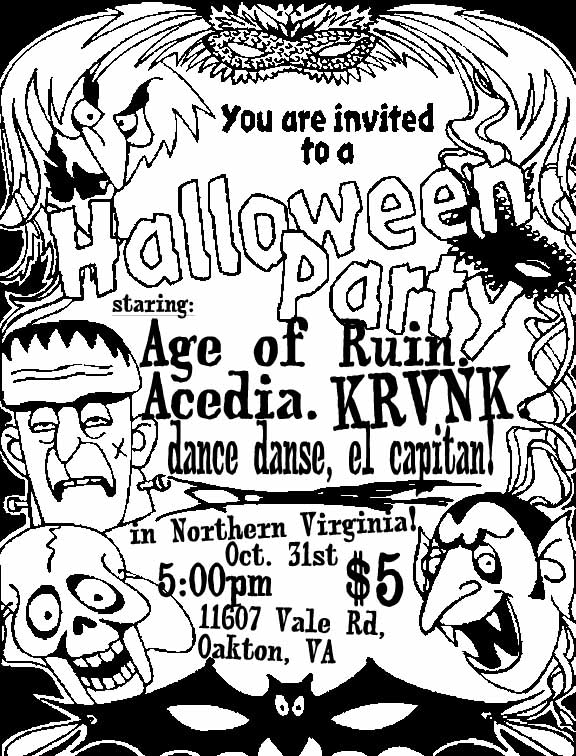 You are invited
to a
Halloween
Party
staring:
Age of Ruin.
Acedia. KRVNK.
dance danse, el capitan!
in Northern Virginia!
Oct. 31st
5:00pm $5
11607 Vale Rd,
Oakton, VA